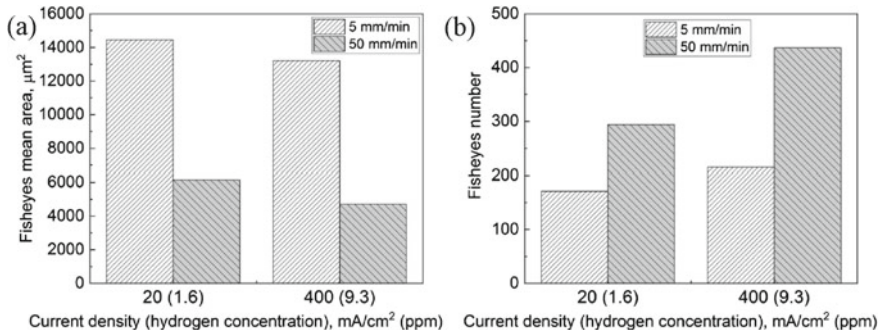 (a)
5 mm/min
50 mm/min
14000
12000
10000
8000
6000
4000
2000
0
Fisheyes mean area, μm²
20 (1.6)
400 (9.3)
Current density (hydrogen concentration), mA/cm² (ppm)
(b)
5 mm/min
50 mm/min
500
400
300
200
100
0
Fisheyes number
20 (1.6)
400 (9.3)
Current density (hydrogen concentration), mA/cm² (ppm)